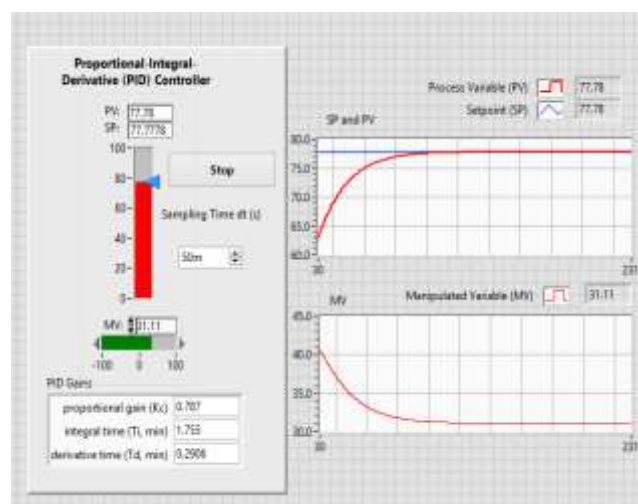 Proportional-Integral-
Derivative (PID) Controller
PV: 77.78
SP: 77.7778
100
80
60
40
20
0
Stop
Sampling Time dt (s)
50m
MV: 31.11
-100 0 100
PID Gains
proportional gain (Kc) 0.707
integral time (Ti, min) 1.755
derivative time (Td, min) 0.2906
Process Variable (PV) 77.78
Setpoint (SP) 77.78
SP and PV
80.0
75.0
70.0
65.0
60.0
30 231
MV
Manipulated Variable (MV) 31.11
45.0
40.0
35.0
30.0
30 231